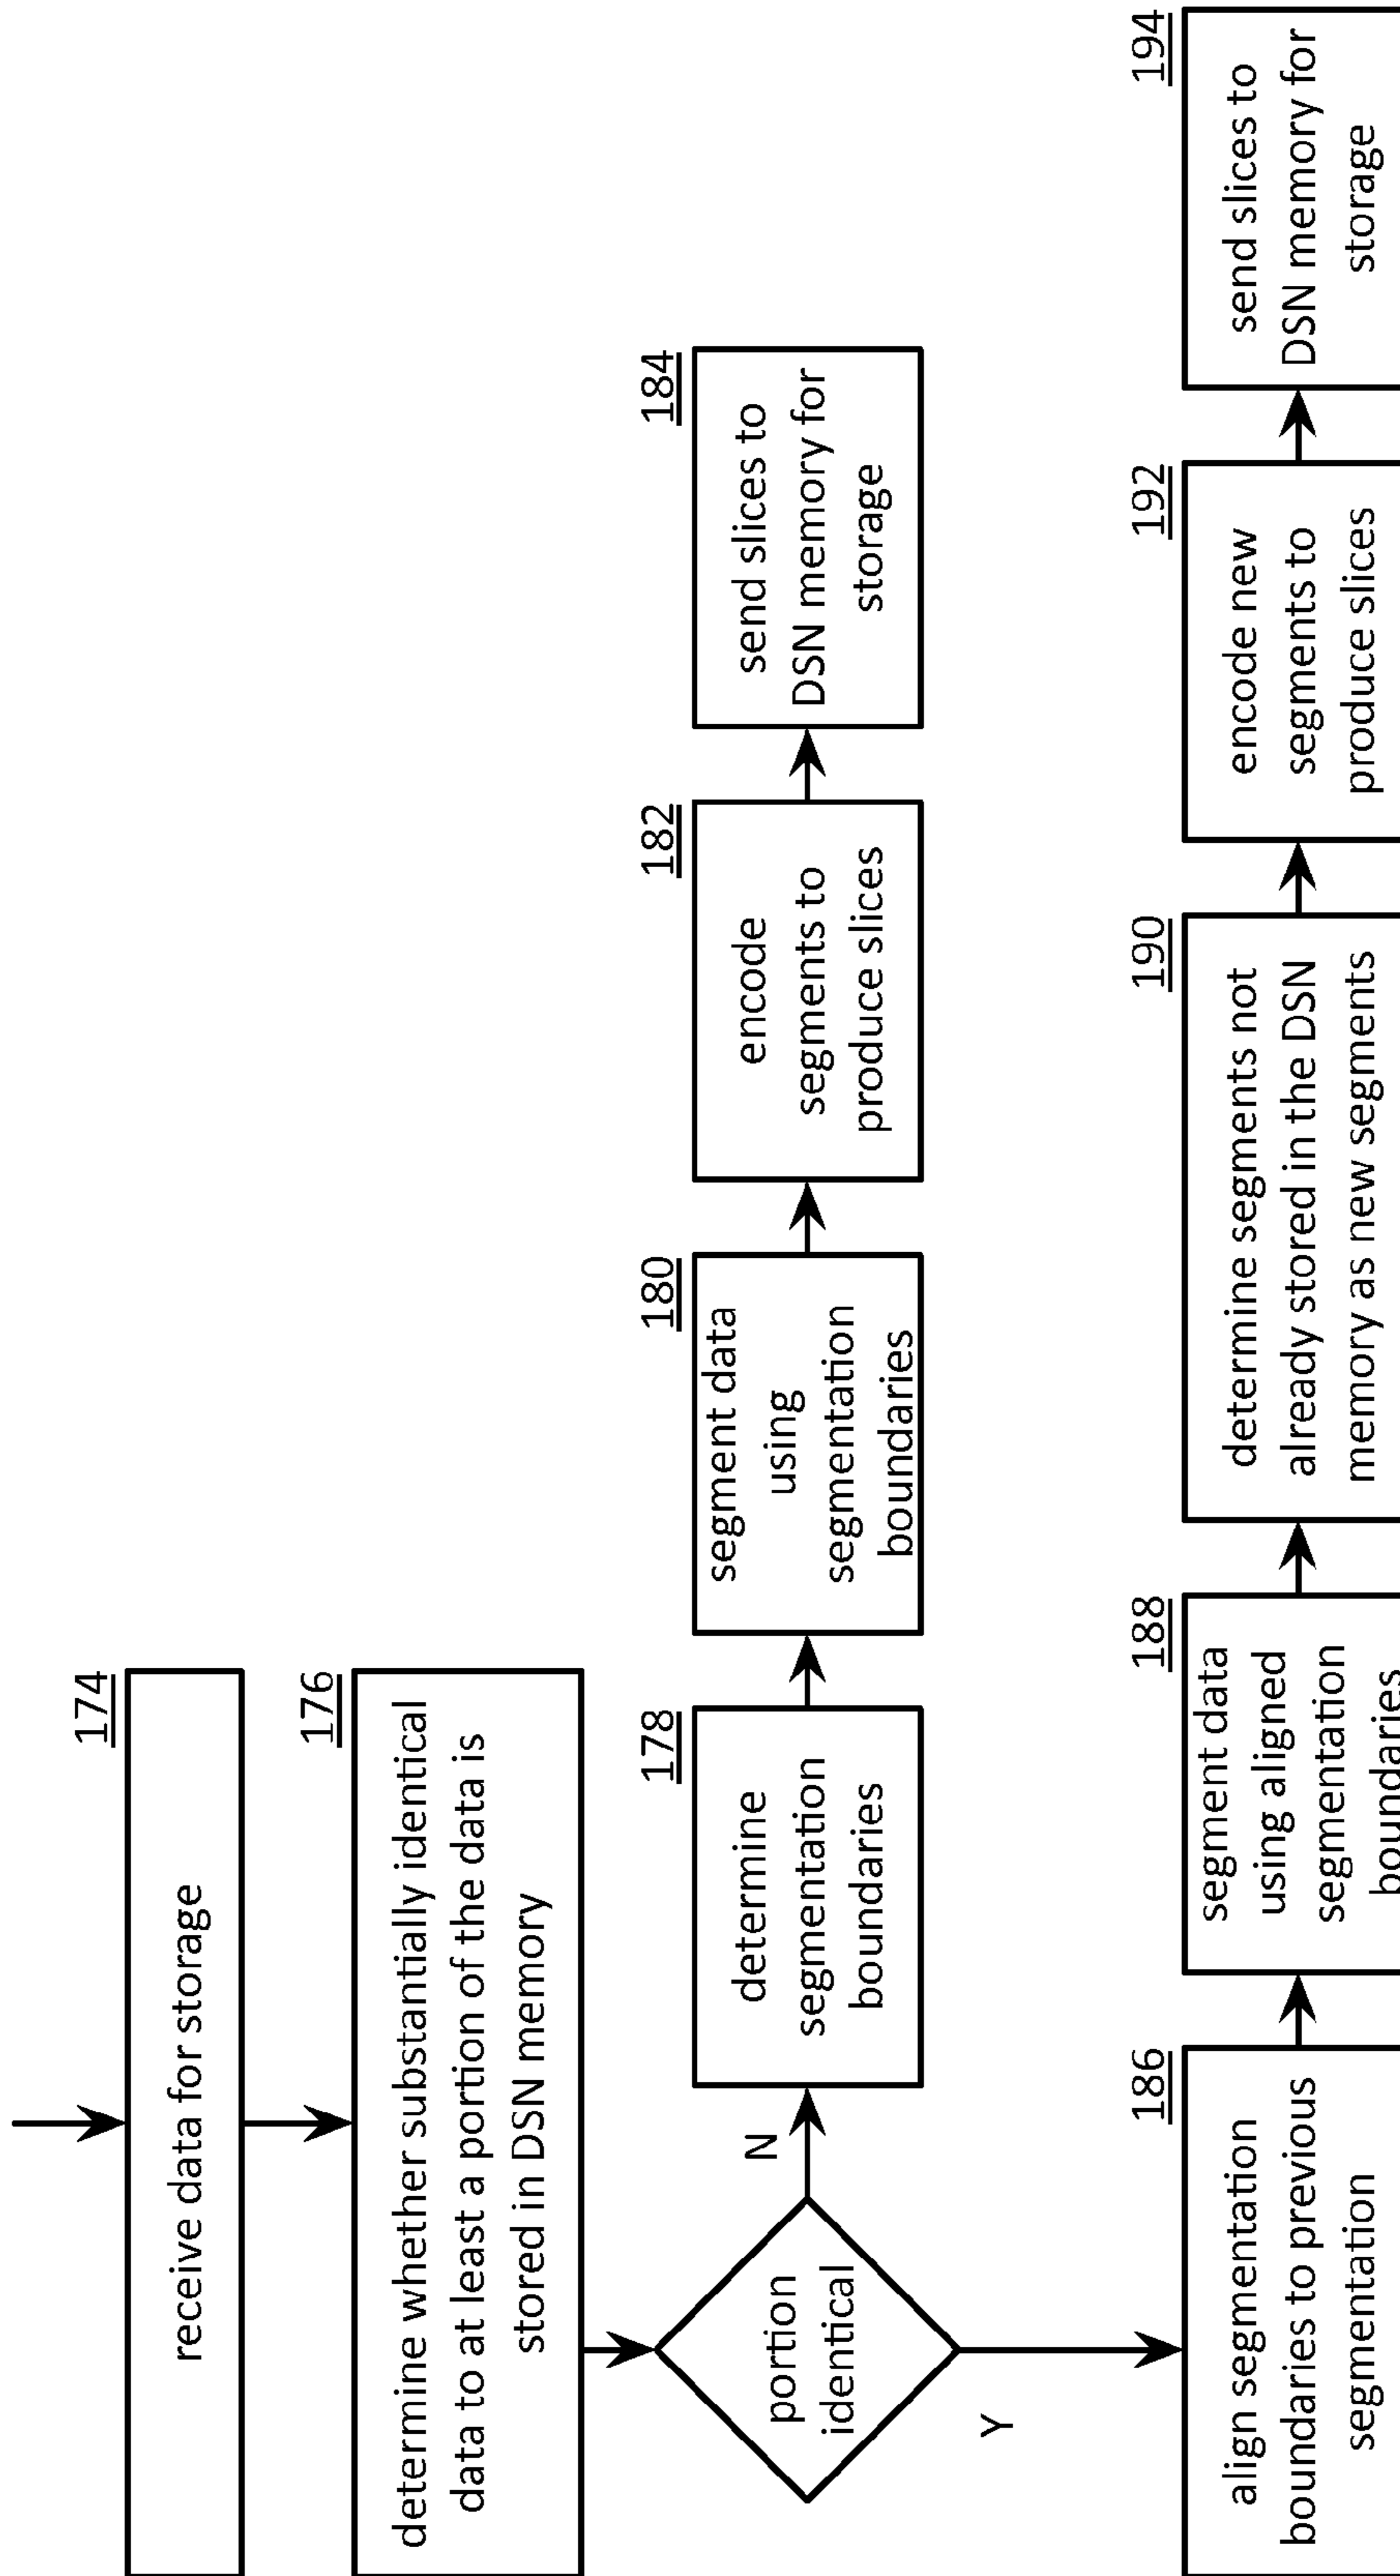 174
receive data for storage
176
determine whether substantially identical
data to at least a portion of the data is
stored in DSN memory
portion
identical
N
Y
178
determine
segmentation
boundaries
180
segment data
using
segmentation
boundaries
182
encode
segments to
produce slices
184
send slices to
DSN memory for
storage
186
align segmentation
boundaries to previous
segmentation
188
segment data
using aligned
segmentation
boundaries
190
determine segments not
already stored in the DSN
memory as new segments
192
encode new
segments to
produce slices
194
send slices to
DSN memory for
storage